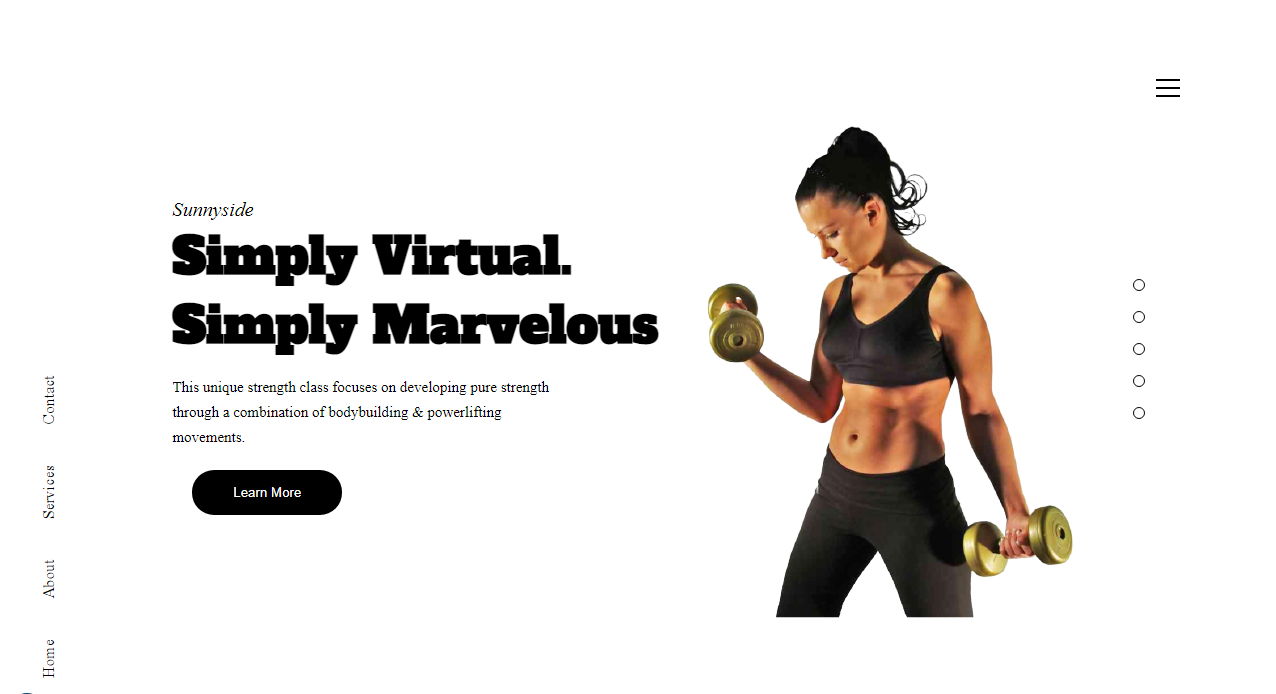 Sunnyside
Simply Virtual.
Simply Marvelous
This unique strength class focuses on developing pure strength
through a combination of bodybuilding & powerlifting
movements.
Learn More
Contact
Services
About
Home